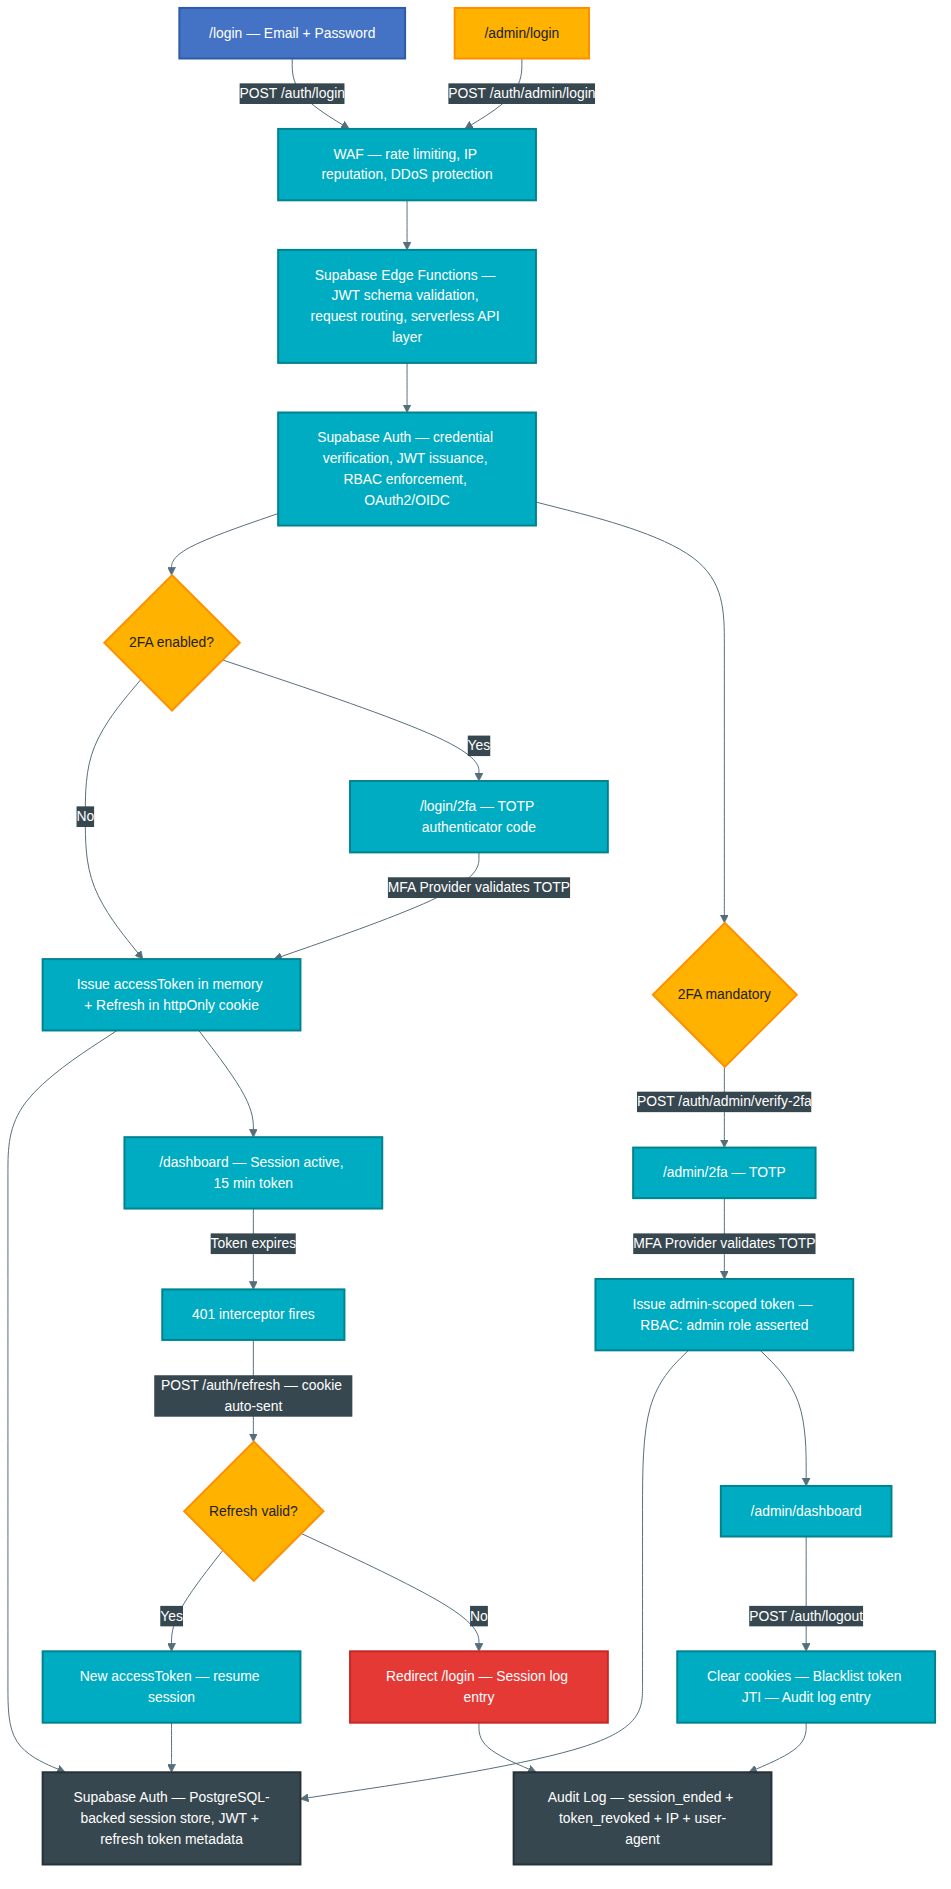 /login — Email + Password
/admin/login
POST /auth/login
POST /auth/admin/login
WAF — rate limiting, IP
reputation, DDoS protection
Supabase Edge Functions —
JWT schema validation,
request routing, serverless API
layer
Supabase Auth — credential
verification, JWT issuance,
RBAC enforcement,
OAuth2/OIDC
2FA enabled?
Yes
/login/2fa — TOTP
authenticator code
No
MFA Provider validates TOTP
Issue accessToken in memory
+ Refresh in httpOnly cookie
2FA mandatory
POST /auth/admin/verify-2fa
/dashboard — Session active,
15 min token
/admin/2fa — TOTP
Token expires
MFA Provider validates TOTP
401 interceptor fires
Issue admin-scoped token —
RBAC: admin role asserted
POST /auth/refresh — cookie
auto-sent
Refresh valid?
/admin/dashboard
Yes
No
POST /auth/logout
New accessToken — resume
session
Redirect /login — Session log
entry
Clear cookies — Blacklist token
JTI — Audit log entry
Supabase Auth — PostgreSQL-
backed session store, JWT +
refresh token metadata
Audit Log — session_ended +
token_revoked + IP + user-
agent